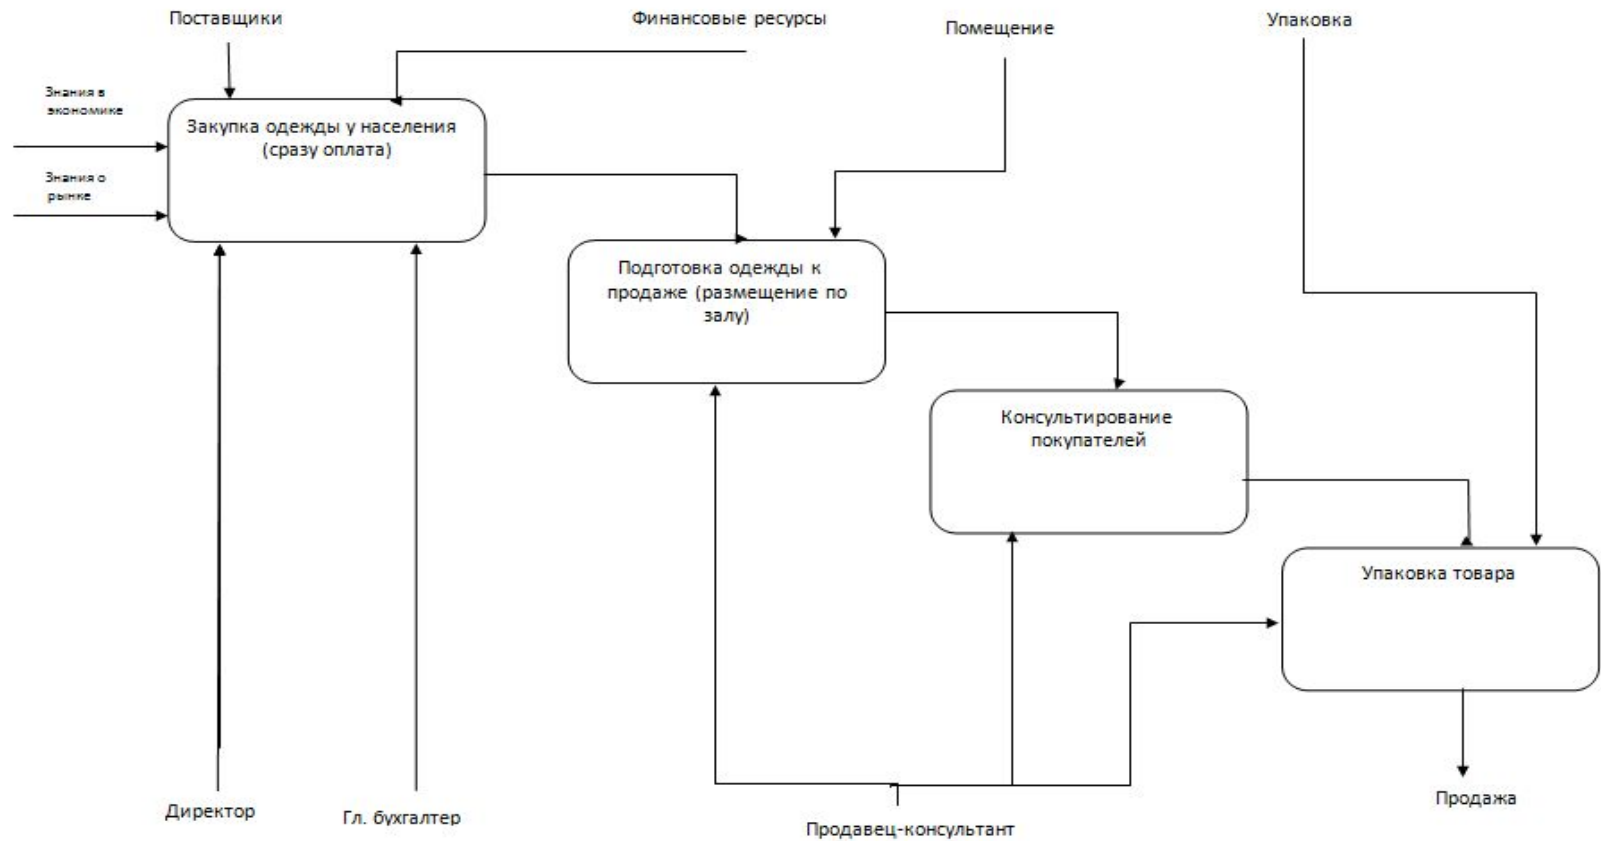 Поставщики
Финансовые ресурсы
Помещение
Упаковка
Знания в
экономике
Закупка одежды у населения
(сразу оплата)
Знания о
рынке
Подготовка одежды к
продаже (размещение по
залу)
Консультирование
покупателей
Упаковка товара
Директор
Гл. бухгалтер
Продавец-консультант
Продажа